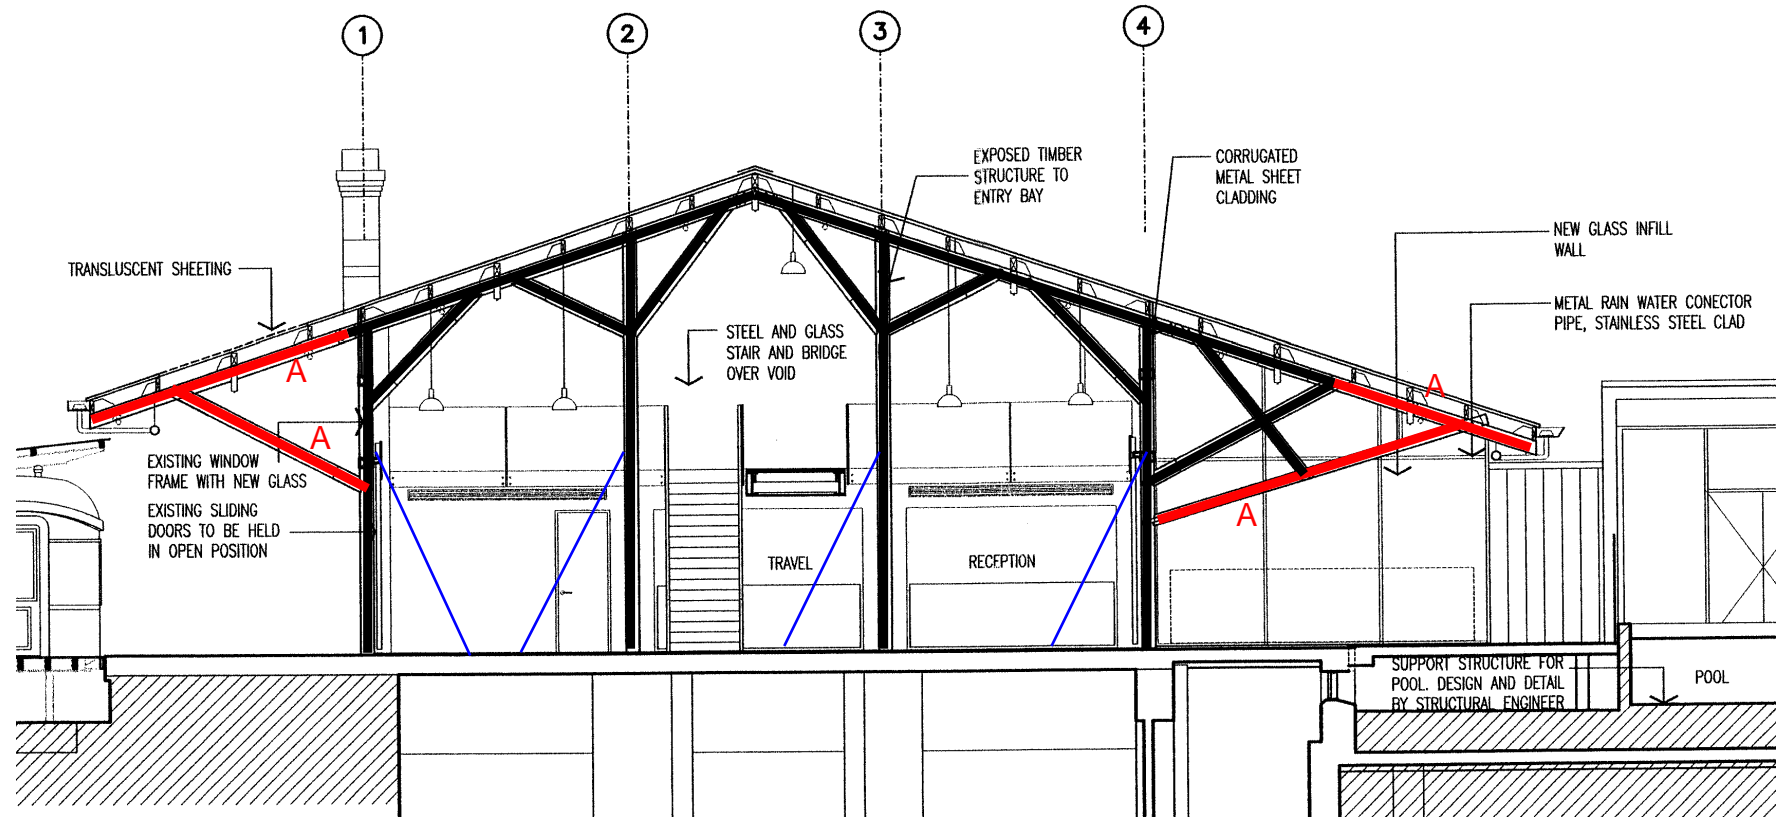 1
2
3
4
EXPOSED TIMBER
STRUCTURE TO
ENTRY BAY
CORRUGATED
METAL SHEET
CLADDING
NEW GLASS INFILL
WALL
TRANSLUSCENT SHEETING
METAL RAIN WATER CONECTOR
PIPE, STAINLESS STEEL CLAD
STEEL AND GLASS
STAIR AND BRIDGE
OVER VOID
A
A
A
A
EXISTING WINDOW
FRAME WITH NEW GLASS
EXISTING SLIDING
DOORS TO BE HELD
IN OPEN POSITION
TRAVEL
RECEPTION
SUPPORT STRUCTURE FOR
POOL. DESIGN AND DETAIL
BY STRUCTURAL ENGINEER
POOL